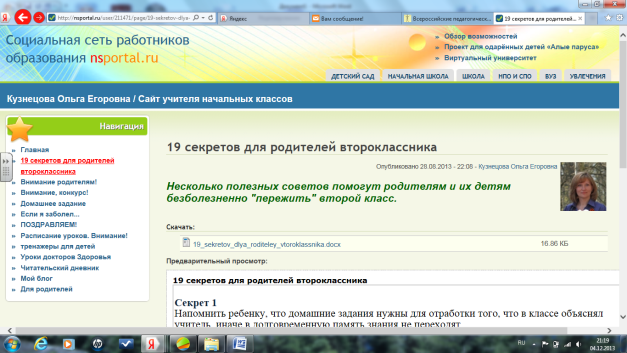 http://nsportal.ru/user/211471/page/19-sekretov-dlya-
Яндекс
Вам сообщение!
Всероссийские педагогическ...
19 секретов для родителей...
Социальная сеть работников
образования nsportal.ru
» Обзор возможностей
» Проект для одарённых детей «Алые паруса»
» Виртуальный университет
ДЕТСКИЙ САД НАЧАЛЬНАЯ ШКОЛА ШКОЛА НПО И СПО ВУЗ УВЛЕЧЕНИЯ
Кузнецова Ольга Егоровна / Сайт учителя начальных классов
Навигация
» Главная
» 19 секретов для родителей
второклассника
» Внимание родителям!
» Внимание, конкурс!
» Домашнее задание
» Если я заболел...
» ПОЗДРАВЛЯЕМ!
» Расписание уроков. Внимание!
» тренажеры для детей
» Уроки докторов Здоровья
» Читательский дневник
» Мой блог
» Для родителей
19 секретов для родителей второклассника
Опубликовано 28.08.2013 - 22:08 - Кузнецова Ольга Егоровна
Несколько полезных советов помогут родителям и их детям
безболезненно "пережить" второй класс.
Скачать:
19_sekretov_dlya_roditeley_vtoroklassnika.docx 16.86 КБ
Предварительный просмотр:
19 секретов для родителей второклассника
Секрет 1
Напомнить ребенку, что домашние задания нужны для отработки того, что в классе объяснял
учитель, иначе в долговременную память знания не переходят
RU
21:19
04.12.2013